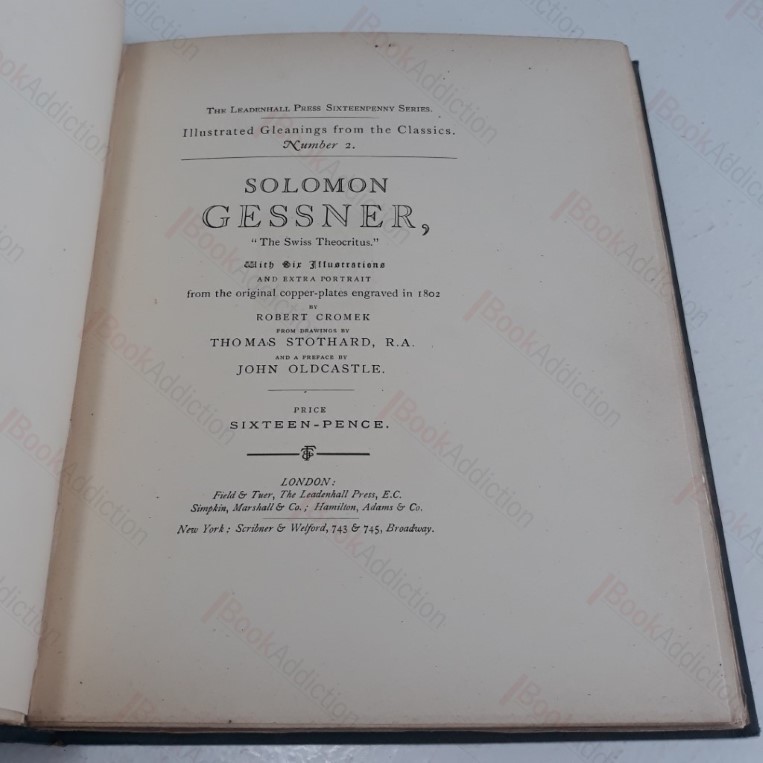 The Leadenhall Press Sixteenpenny Series.
Illustrated Gleanings from the Classics.
Number 2.
SOLOMON
GESSNER,
"The Swiss Theocritus."
With Six Illustrations
AND EXTRA PORTRAIT
from the original copper-plates engraved in 1802
BY
ROBERT CROMEK
FROM DRAWINGS BY
THOMAS STOTHARD, R.A.
AND A PREFACE BY
JOHN OLDCASTLE.
PRICE
SIXTEEN-PENCE.
LONDON:
Field & Tuer, The Leadenhall Press, E.C.
Simpkin, Marshall & Co.; Hamilton, Adams & Co.
New York: Scribner & Welford, 743 & 745, Broadway.
BookAddiction